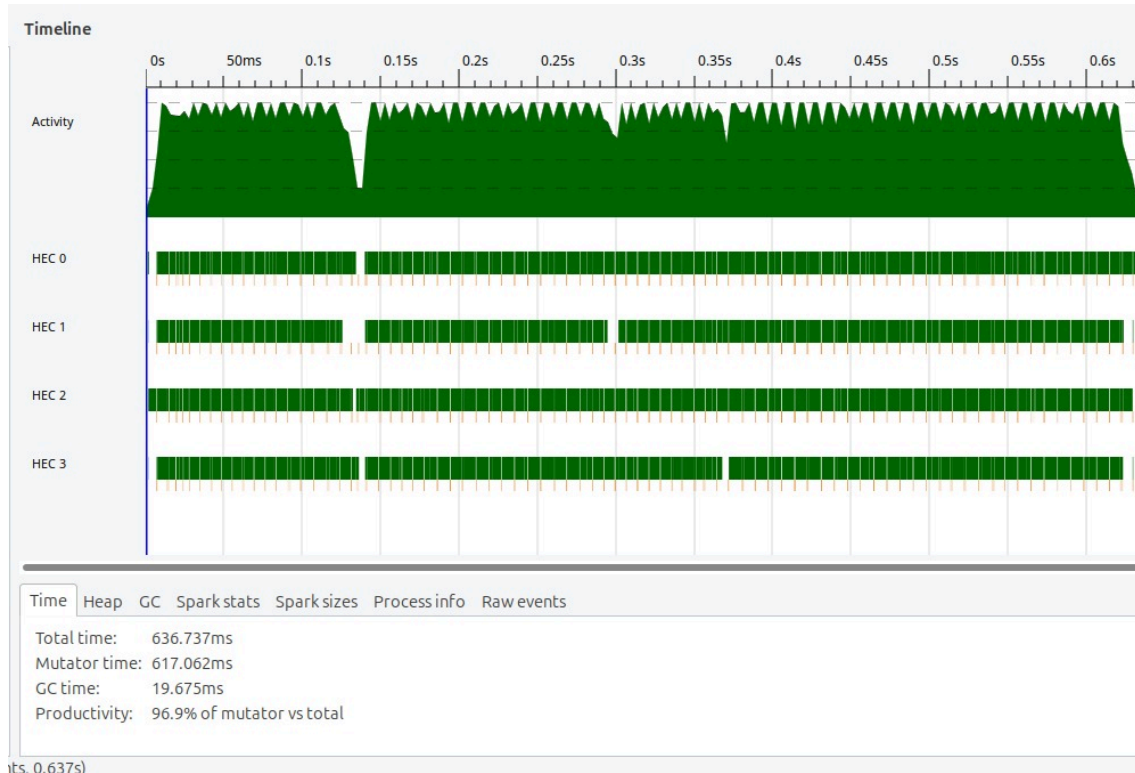 Timeline
0s 50ms 0.1s 0.15s 0.2s 0.25s 0.3s 0.35s 0.4s 0.45s 0.5s 0.55s 0.6s
Activity
HEC 0
HEC 1
HEC 2
HEC 3
Time Heap GC Spark stats Spark sizes Process info Raw events
Total time: 636.737ms
Mutator time: 617.062ms
GC time: 19.675ms
Productivity: 96.9% of mutator vs total
nts, 0.637s)